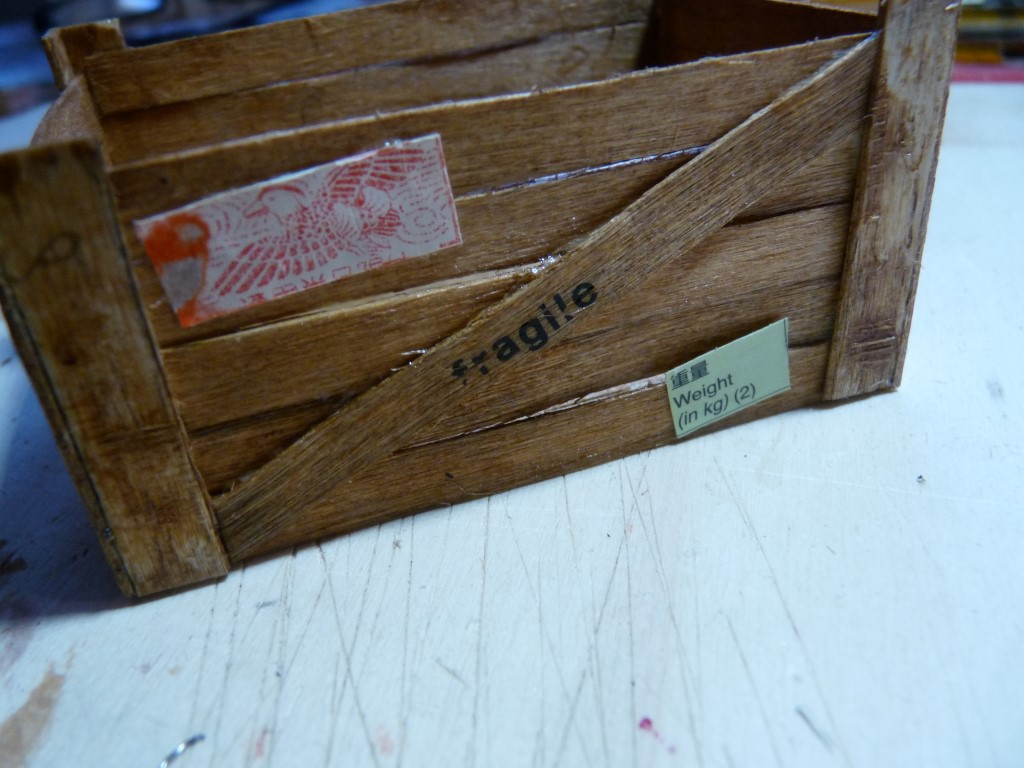 fragile
重量
Weight
(in kg) (2)